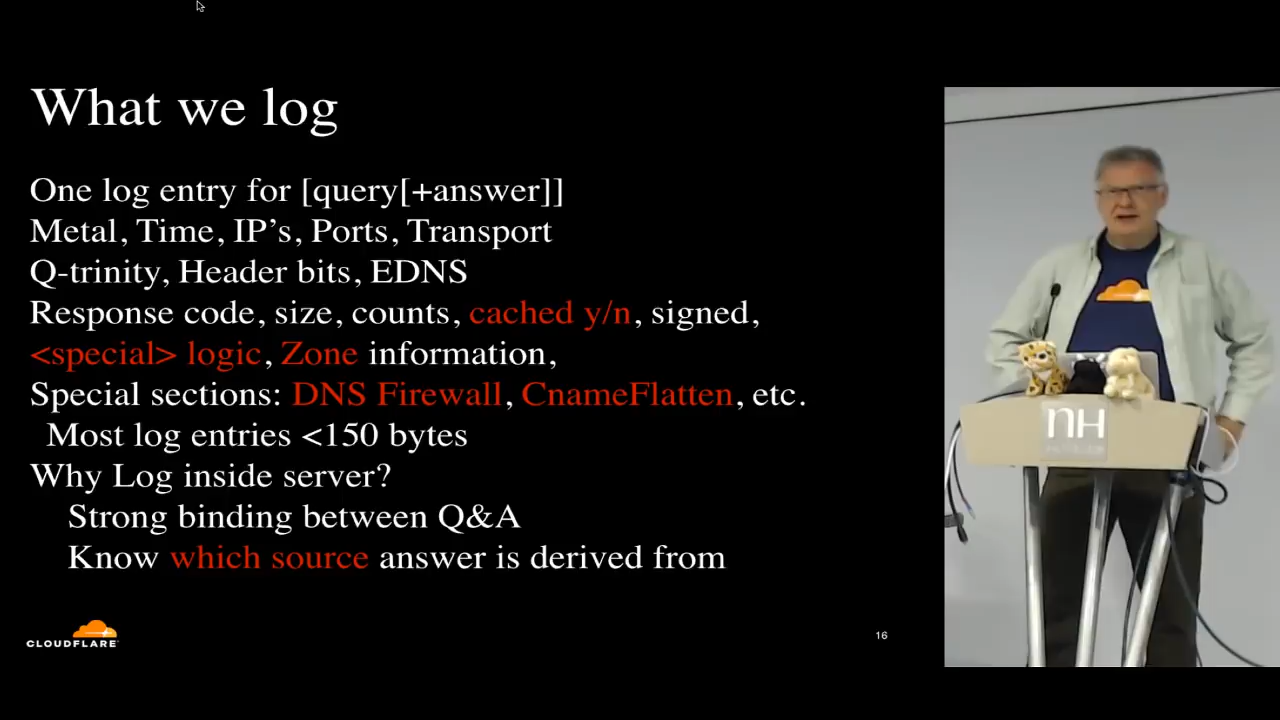 What we log
One log entry for [query[+answer]]
Metal, Time, IP’s, Ports, Transport
Q-trinity, Header bits, EDNS
Response code, size, counts, cached y/n, signed,
<special> logic, Zone information,
Special sections: DNS Firewall, CnameFlatten, etc.
Most log entries <150 bytes
Why Log inside server?
Strong binding between Q&A
Know which source answer is derived from
CLOUDFLARE
16
nH